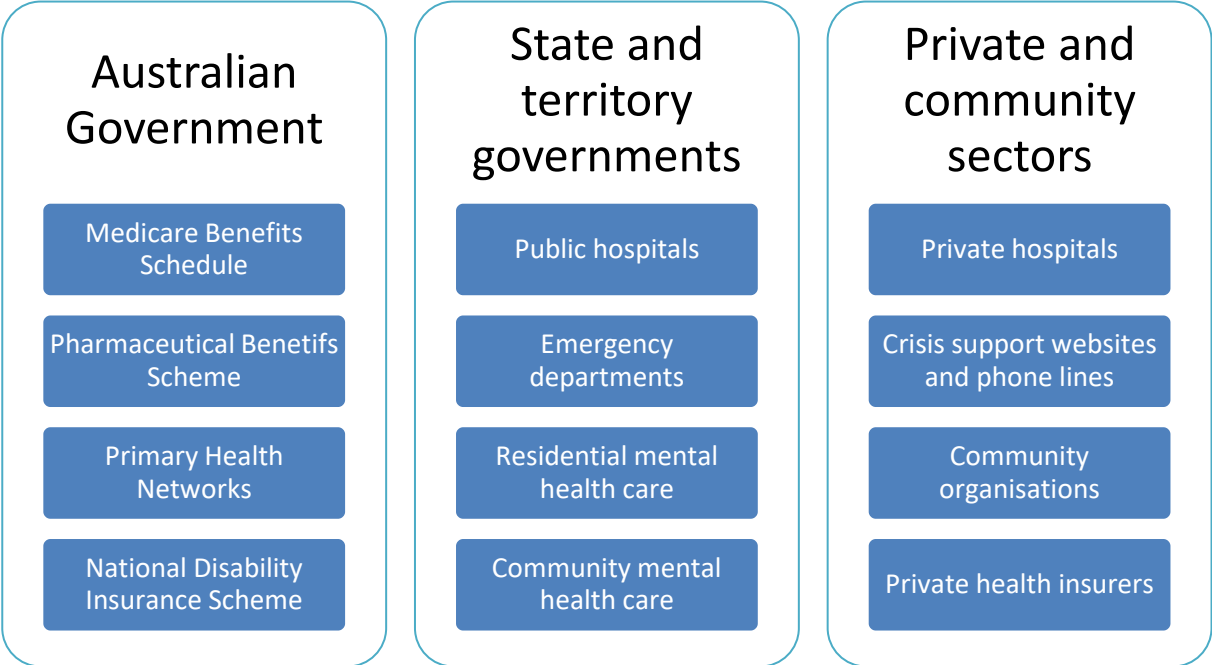 Australian
Government
Medicare Benefits
Schedule
Pharmaceutical Benetifs
Scheme
Primary Health
Networks
National Disability
Insurance Scheme
State and
territory
governments
Public hospitals
Emergency
departments
Residential mental
health care
Community mental
health care
Private and
community
sectors
Private hospitals
Crisis support websites
and phone lines
Community
organisations
Private health insurers